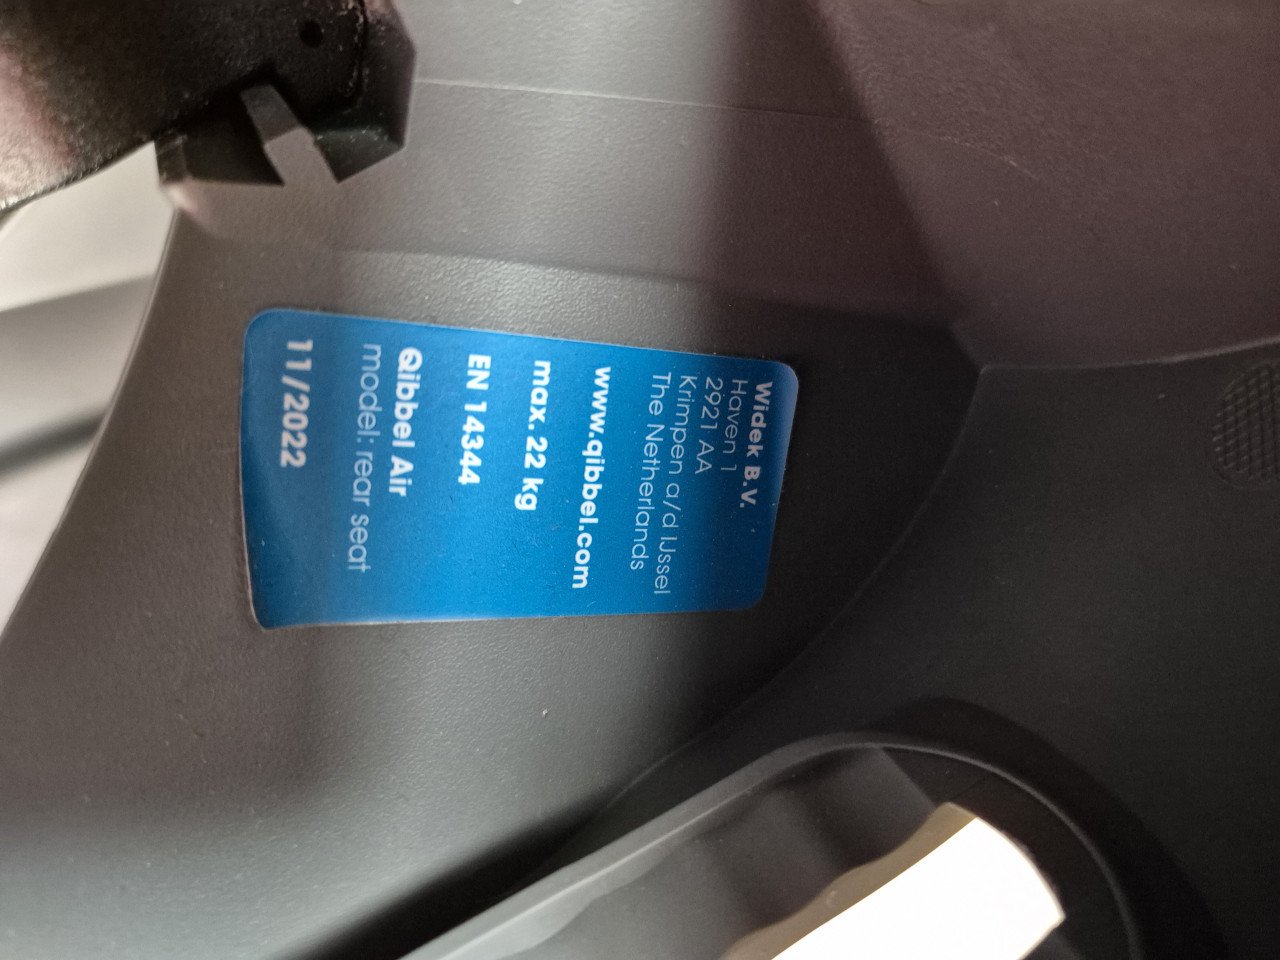 Widek B.V.
Haven 1
2921 AA
Krimpen a/d IJssel
The Netherlands
www.qibbel.com
max. 22 kg
EN 14344
Qibbel Air
model: rear seat
11/2022